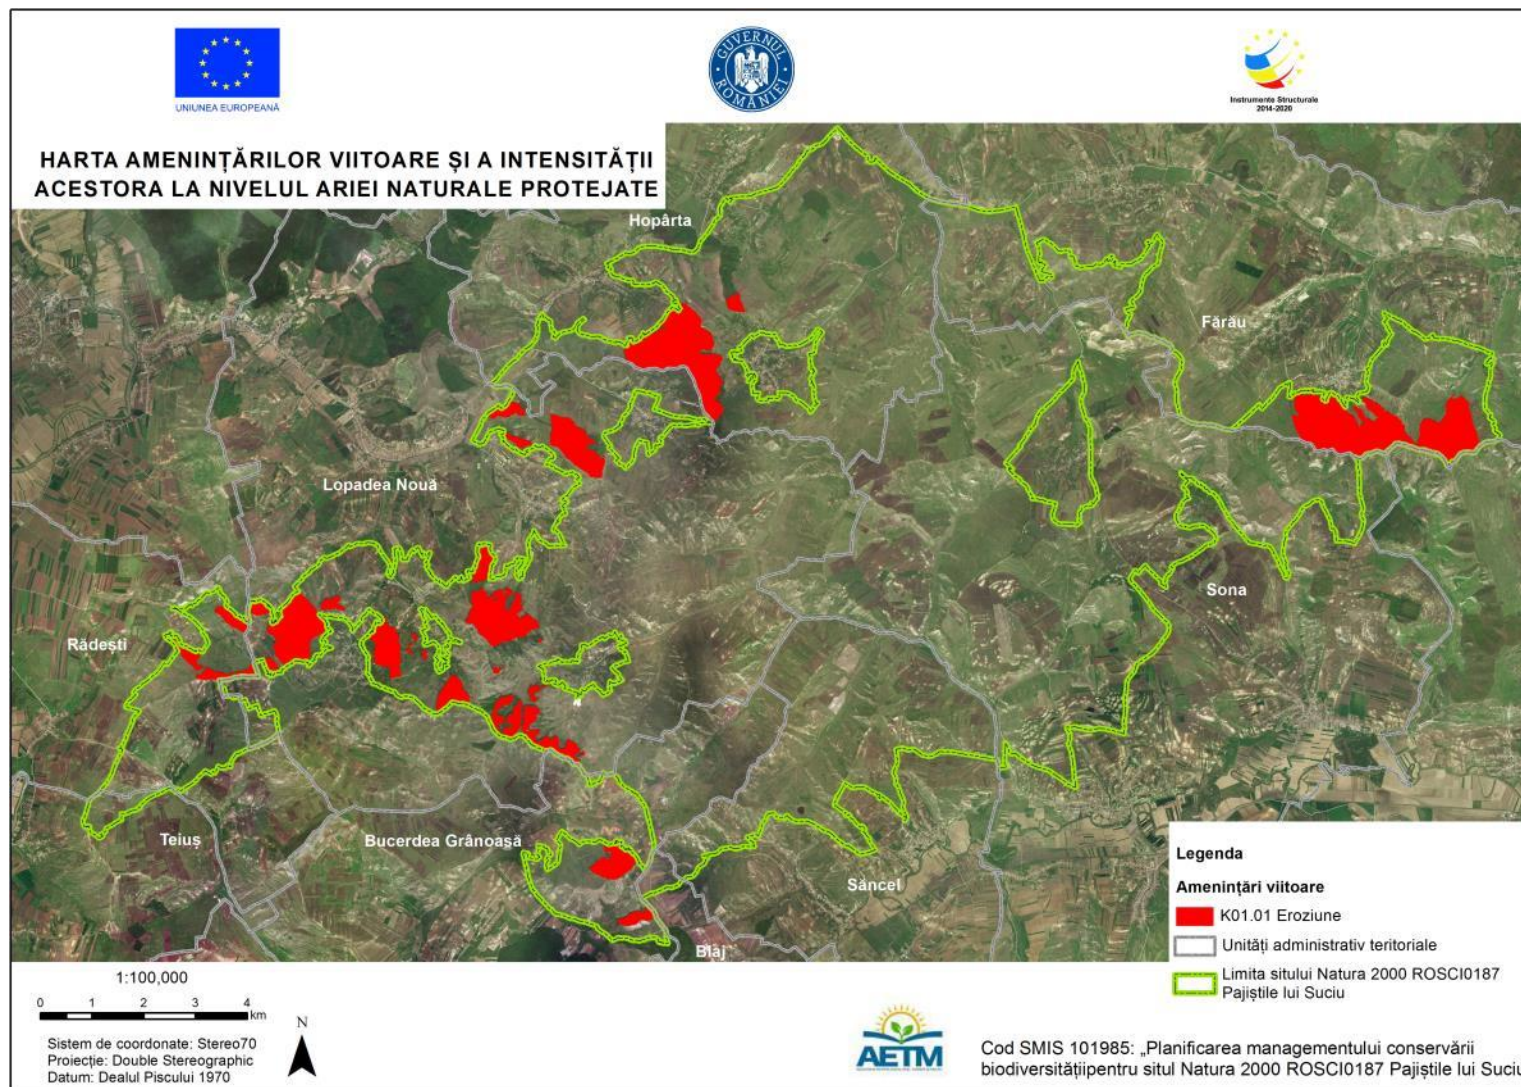 UNIUNEA EUROPEANĂ
GUVERNUL
ROMÂNIEI
Instrumente Structurale
2014-2020
HARTA AMENINȚĂRILOR VIITOARE ȘI A INTENSITĂȚII
ACESTORA LA NIVELUL ARIEI NATURALE PROTEJATE
Hopârta
Fărău
Lopadea Nouă
Sona
Rădești
Teiuș
Bucerdea Grânoașă
Săncel
Blaj
Legenda
Amenințări viitoare
K01.01 Eroziune
Unități administrativ teritoriale
Limita sitului Natura 2000 ROSCI0187
Pajiștile lui Suciu
1:100,000
0 1 2 3 4
km
N
Sistem de coordonate: Stereo70
Proiecție: Double Stereographic
Datum: Dealul Piscului 1970
AETM
Cod SMIS 101985: „Planificarea managementului conservării
biodiversitățiipentru situl Natura 2000 ROSCI0187 Pajiștile lui Suciu